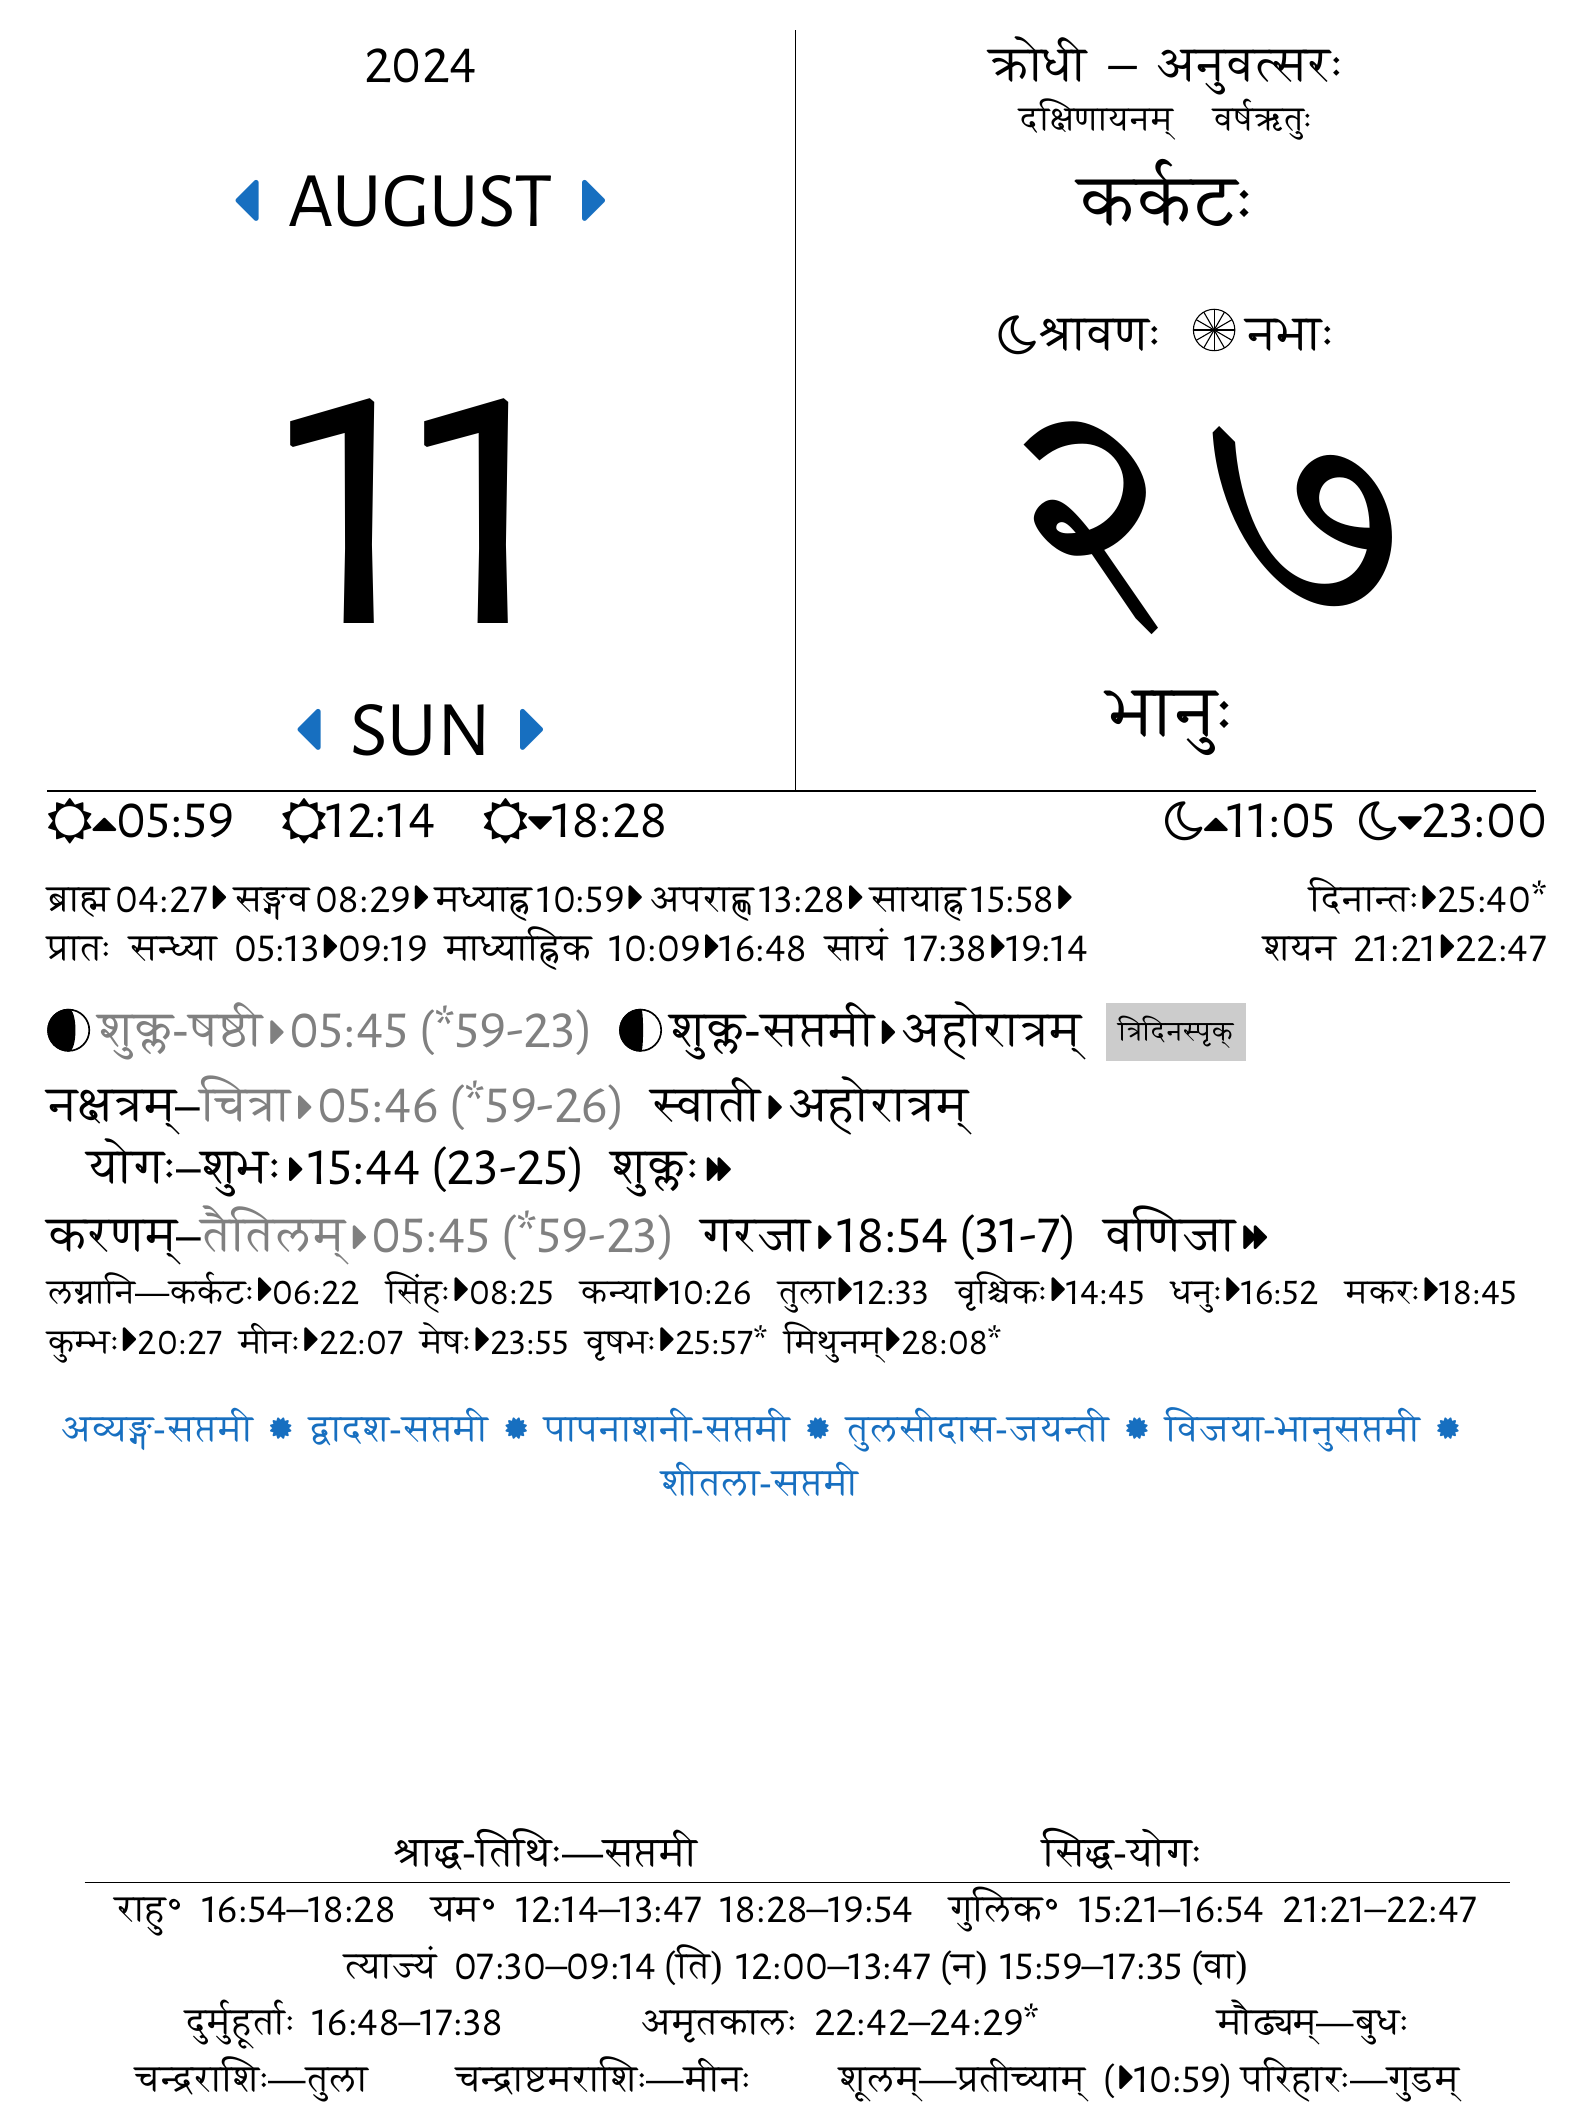 2024
AUGUST
11
SUN
क्रोधी – अनुवत्सरः
दक्षिणायनम् वर्षऋतुः
कर्कटः
श्रावणः नभाः
२७
भानुः
05:59 12:14 18:28 11:05 23:00
ब्राह्म 04:27 सङ्गव 08:29 मध्याह्न 10:59 अपराह्ण 13:28 सायाह्न 15:58 दिनान्तः 25:40*
प्रातः सन्ध्या 05:13 09:19 माध्याह्निक 10:09 16:48 सायं 17:38 19:14 शयन 21:21 22:47
शुक्ल-षष्ठी 05:45 (*59-23) शुक्ल-सप्तमी अहोरात्रम् त्रिदिनस्पृक्
नक्षत्रम्–चित्रा 05:46 (*59-26) स्वाती अहोरात्रम्
योगः–शुभः 15:44 (23-25) शुक्लः
करणम्–तैतिलम् 05:45 (*59-23) गरजा 18:54 (31-7) वणिजा
लग्नानि—कर्कटः 06:22 सिंहः 08:25 कन्या 10:26 तुला 12:33 वृश्चिकः 14:45 धनुः 16:52 मकरः 18:45
कुम्भः 20:27 मीनः 22:07 मेषः 23:55 वृषभः 25:57* मिथुनम् 28:08*
अव्यङ्ग-सप्तमी द्वादश-सप्तमी पापनाशनी-सप्तमी तुलसीदास-जयन्ती विजया-भानुसप्तमी
शीतला-सप्तमी
श्राद्ध-तिथिः—सप्तमी सिद्ध-योगः
राहु॰ 16:54–18:28 यम॰ 12:14–13:47 18:28–19:54 गुलिक॰ 15:21–16:54 21:21–22:47
त्याज्यं 07:30–09:14 (ति) 12:00–13:47 (न) 15:59–17:35 (वा)
दुर्मुहूर्ताः 16:48–17:38 अमृतकालः 22:42–24:29* मौढ्यम्—बुधः
चन्द्रराशिः—तुला चन्द्राष्टमराशिः—मीनः शूलम्—प्रतीच्याम् (10:59) परिहारः—गुडम्